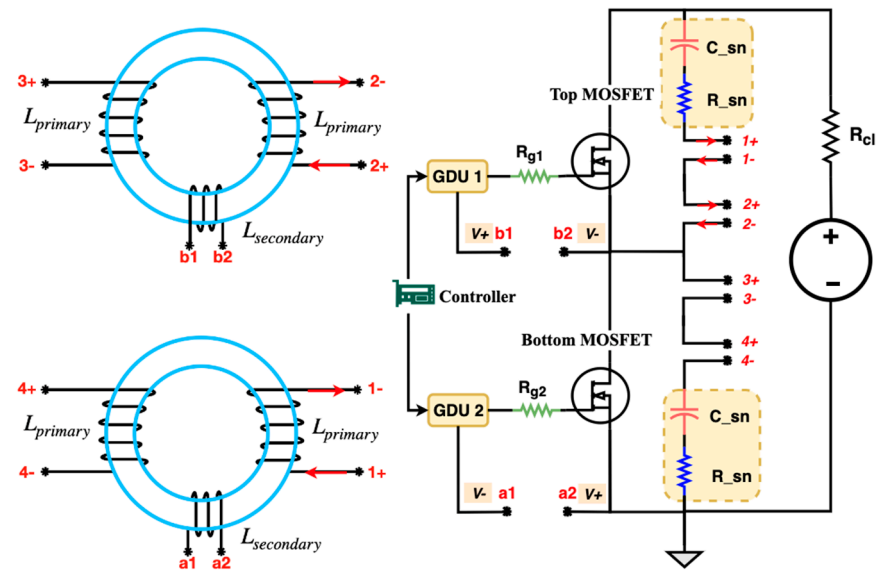 3+
2-
L_primary
L_primary
3-
2+
L_secondary
b1 b2
4+
1-
L_primary
L_primary
4-
1+
L_secondary
a1 a2
C_sn
Top MOSFET
R_sn
R_g1
1+
1-
R_cl
GDU 1
2+
V+ b1
b2 V-
2-
+
-
3+
3-
Controller
Bottom MOSFET
4+
4-
R_g2
GDU 2
C_sn
R_sn
V- a1
a2 V+